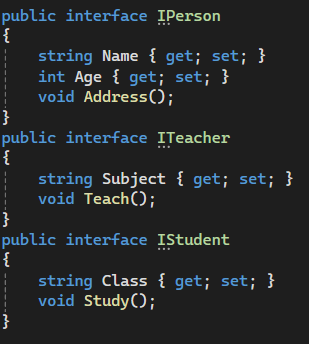 public interface IPerson
{
string Name { get; set; }
int Age { get; set; }
void Address();
}
public interface ITeacher
{
string Subject { get; set; }
void Teach();
}
public interface IStudent
{
string Class { get; set; }
void Study();
}